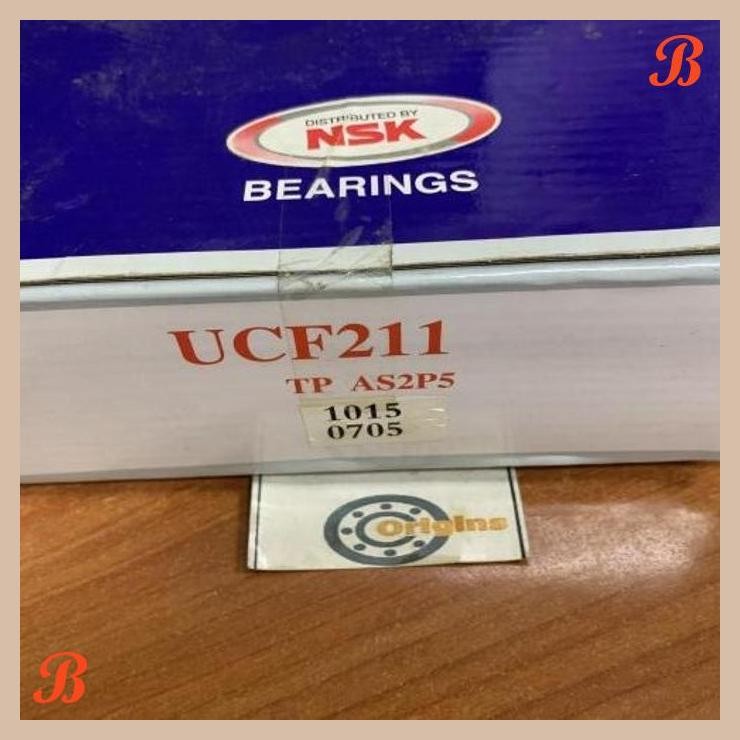 B
DISTRIBUTED BY
NSK
BEARINGS
UCF211
TP AS2P5
1015
0705
Origins
B